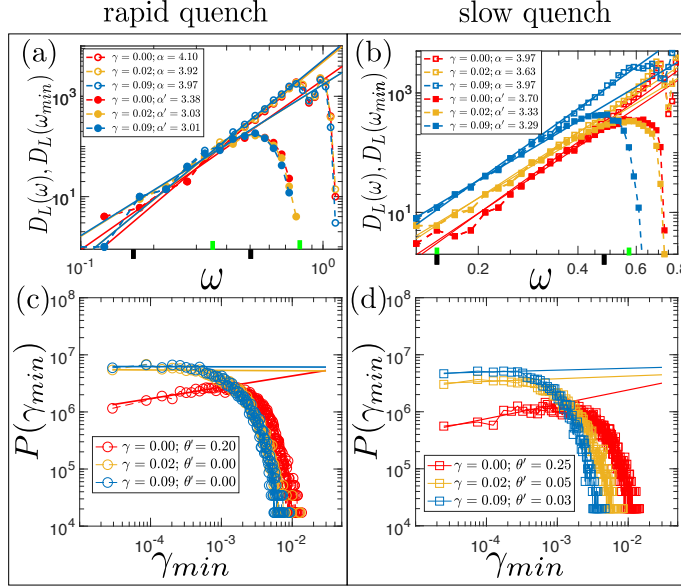 rapid quench
slow quench
(a)
γ = 0.00; α = 4.10
γ = 0.02; α = 3.92
γ = 0.09; α = 3.97
γ = 0.00; α′ = 3.38
γ = 0.02; α′ = 3.03
γ = 0.09; α′ = 3.01
D_L(ω), D_L(ω_min)
10^3
10^2
10^1
10^-1
10^0
ω
(b)
γ = 0.00; α = 3.97
γ = 0.02; α = 3.63
γ = 0.09; α = 3.97
γ = 0.00; α′ = 3.70
γ = 0.02; α′ = 3.33
γ = 0.09; α′ = 3.29
D_L(ω), D_L(ω_min)
10^3
10^2
10^1
0.2
0.4
0.6
0.8
ω
(c)
P(γ_min)
10^8
10^7
10^6
10^5
10^4
γ = 0.00; θ′ = 0.20
γ = 0.02; θ′ = 0.00
γ = 0.09; θ′ = 0.00
10^-4
10^-3
10^-2
γ_min
(d)
P(γ_min)
10^8
10^7
10^6
10^5
10^4
γ = 0.00; θ′ = 0.25
γ = 0.02; θ′ = 0.05
γ = 0.09; θ′ = 0.03
10^-4
10^-3
10^-2
γ_min